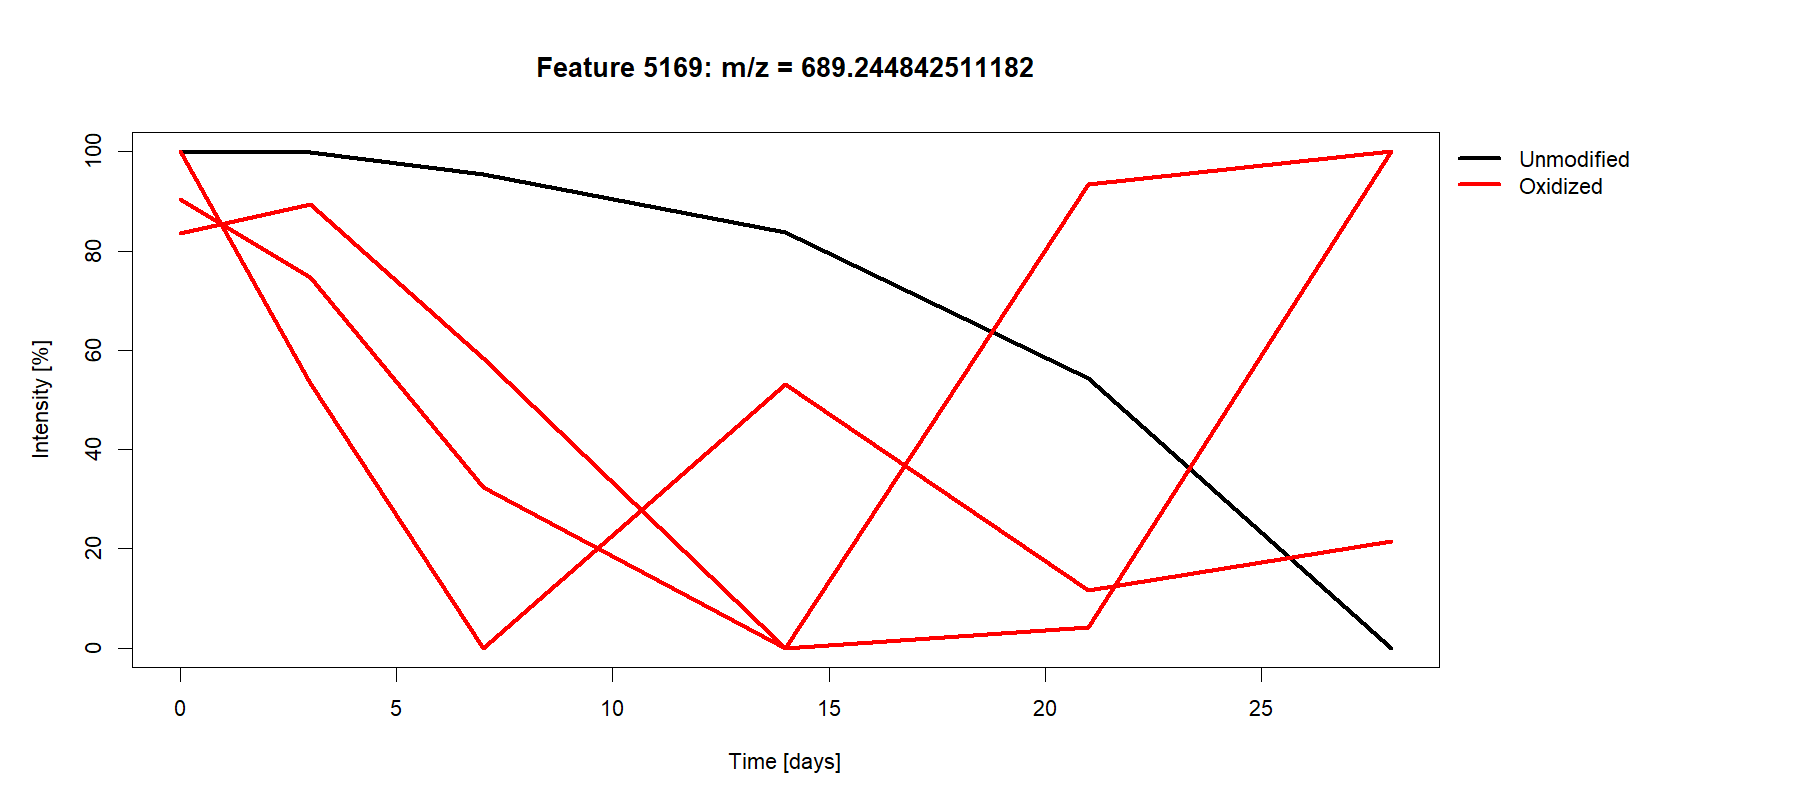 Feature 5169: m/z = 689.244842511182
100
80
60
40
20
0
Intensity [%]
0 5 10 15 20 25
Time [days]
Unmodified
Oxidized